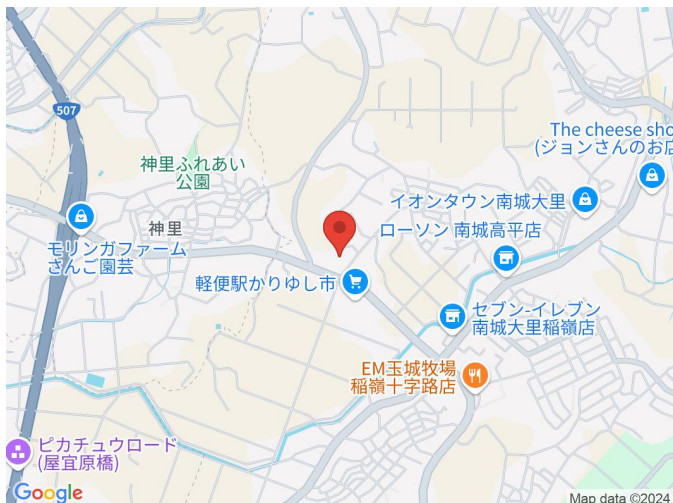 507
The cheese sho
(ジョンさんのお店
神里ふれあい
公園
イオンタウン南城大里
神里
ローソン 南城高平店
モリンガファーム
さんご園芸
軽便駅かりゆし市
セブン-イレブン
南城大里稲嶺店
EM玉城牧場
稲嶺十字路店
ピカチュウロード
(屋宜原橋)
Google
Map data ©2024